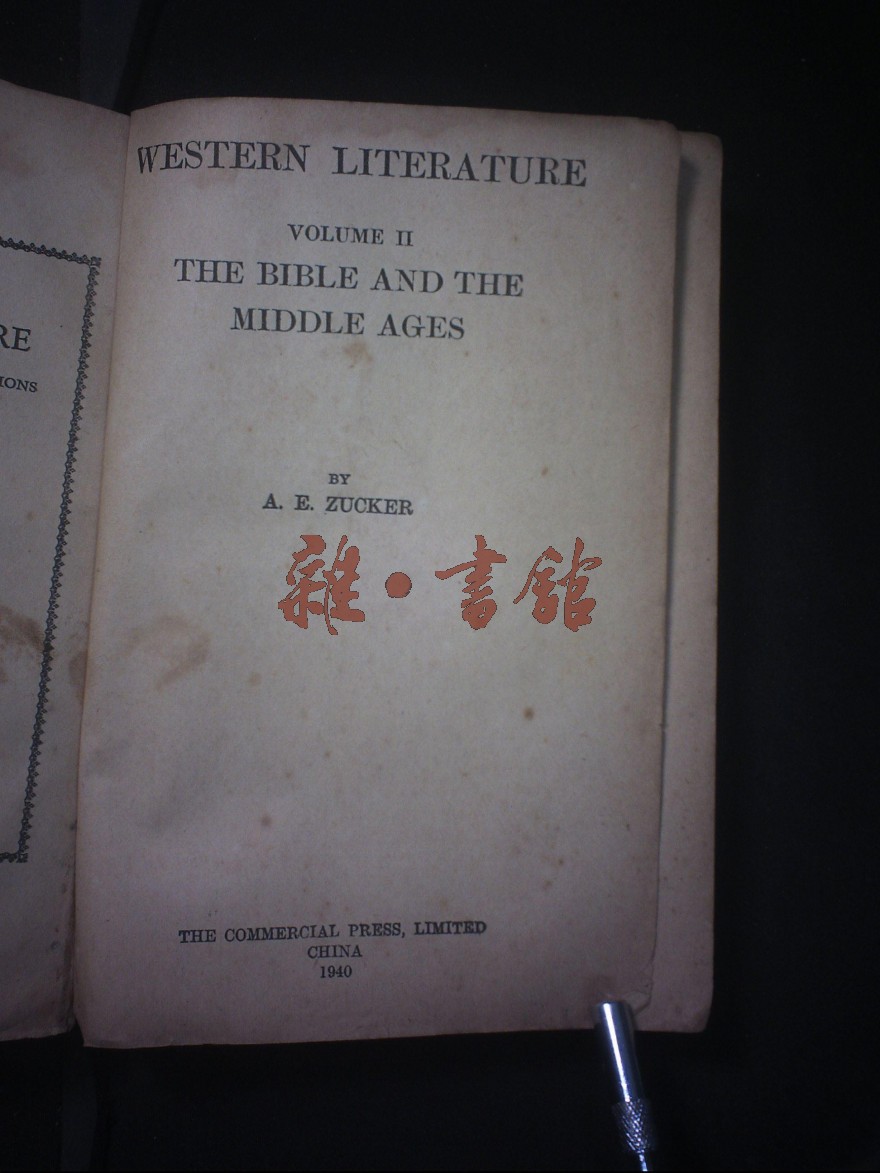 RE
IONS
WESTERN LITERATURE
VOLUME II
THE BIBLE AND THE
MIDDLE AGES
BY
A. E. ZUCKER
雜·書館
THE COMMERCIAL PRESS, LIMITED
CHINA
1940